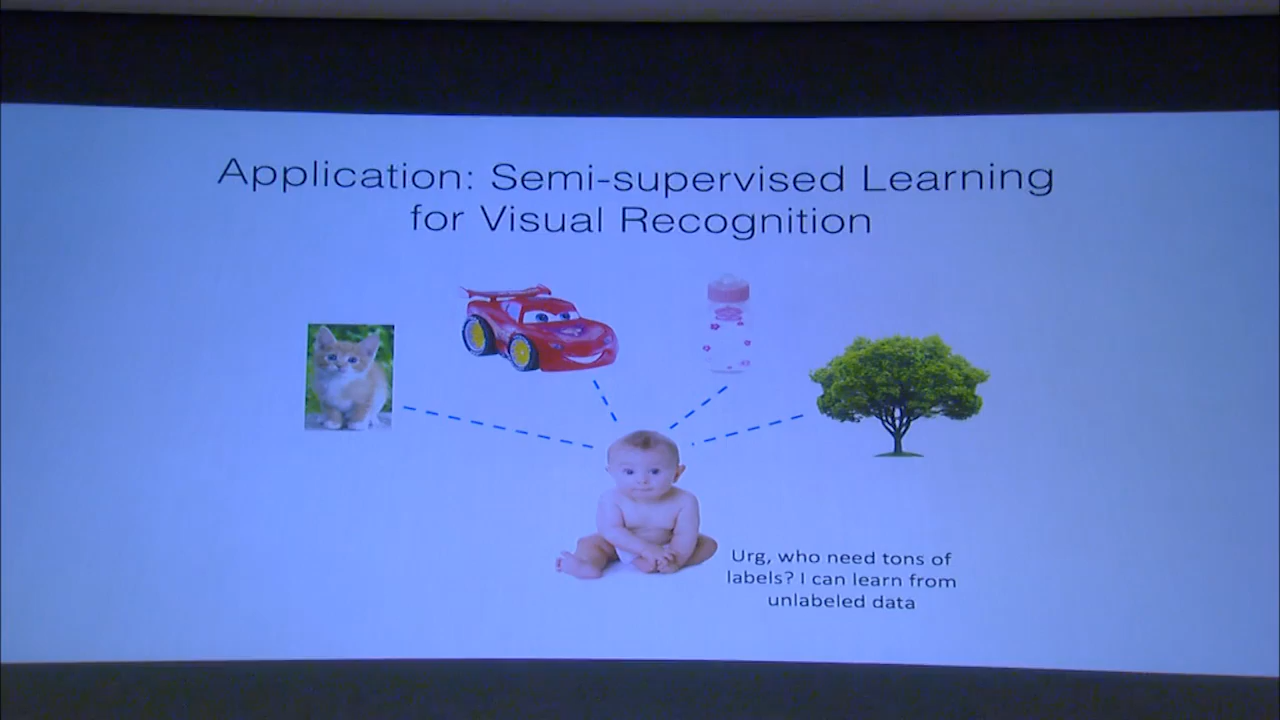 Application: Semi-supervised Learning
for Visual Recognition
Urg, who need tons of
labels? I can learn from
unlabeled data